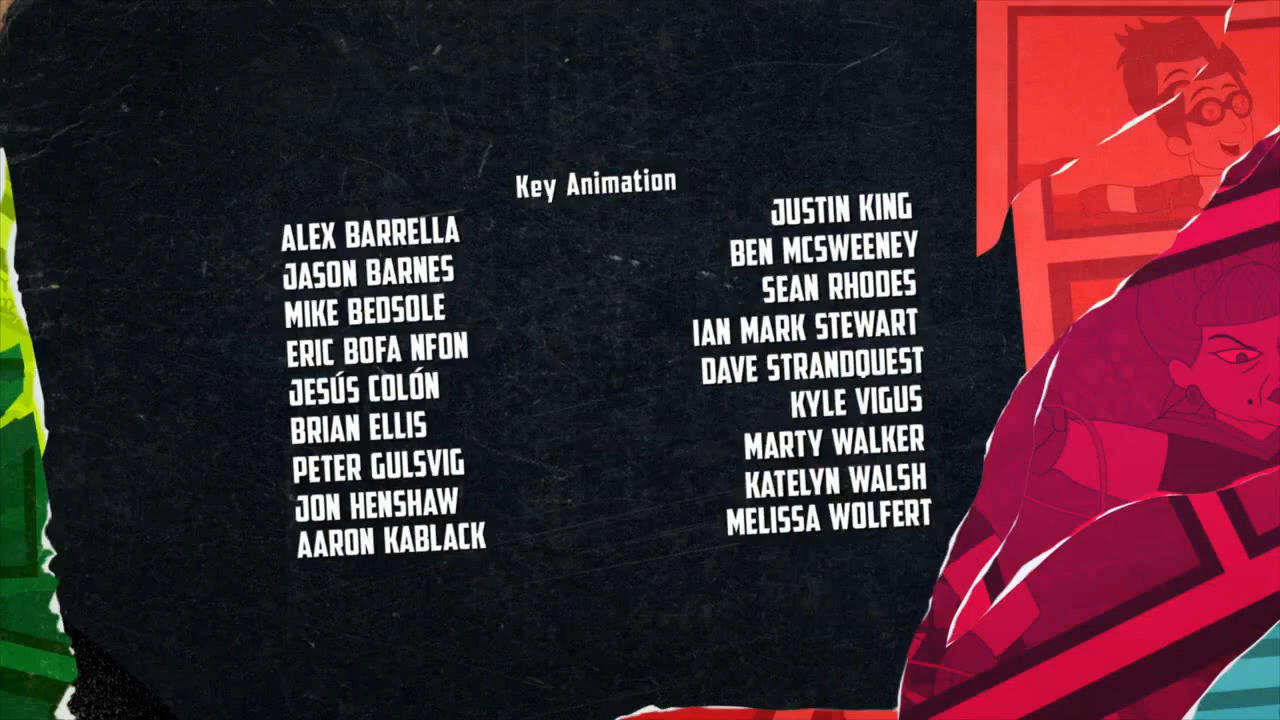 Key Animation
ALEX BARRELLA
JASON BARNES
MIKE BEDSOLE
ERIC BOFA NFON
JESÚS COLÓN
BRIAN ELLIS
PETER GULSVIG
JON HENSHAW
AARON KABLACK
JUSTIN KING
BEN MCSWEENEY
SEAN RHODES
IAN MARK STEWART
DAVE STRANDQUEST
KYLE VIGUS
MARTY WALKER
KATELYN WALSH
MELISSA WOLFERT